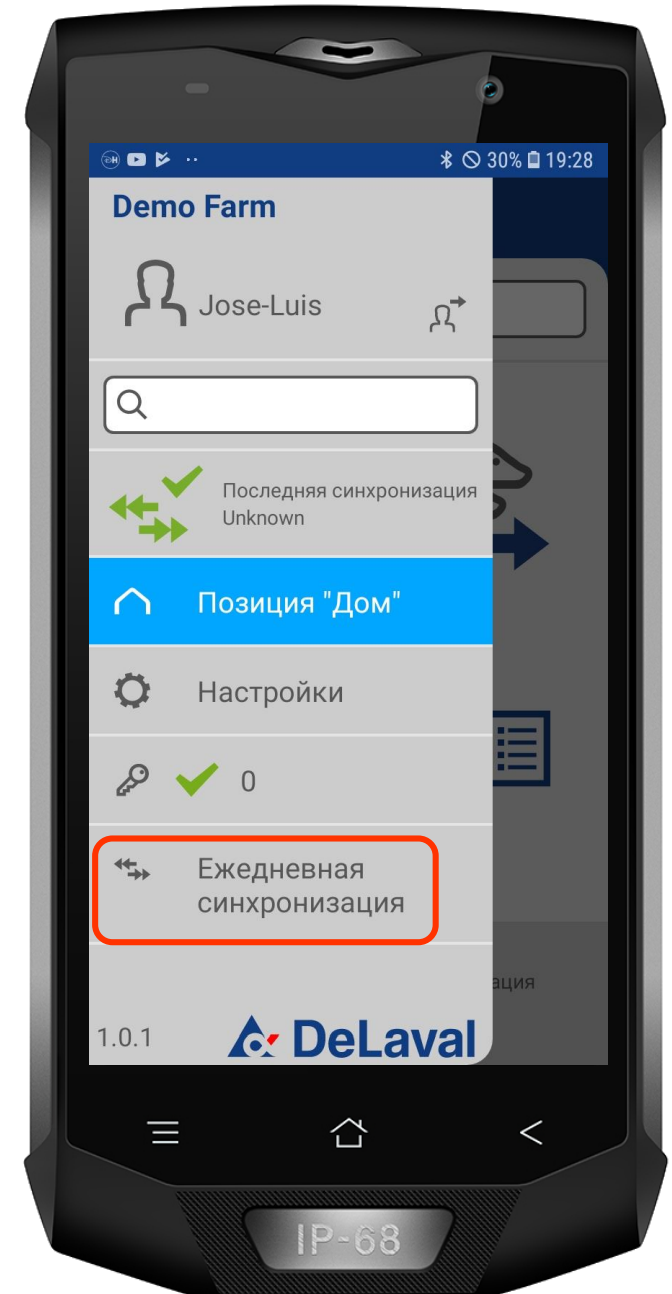 30% 19:28
Demo Farm
Jose-Luis
Последняя синхронизация
Unknown
Позиция "Дом"
Настройки
0
Ежедневная
синхронизация
ация
1.0.1
DeLaval
IP-68